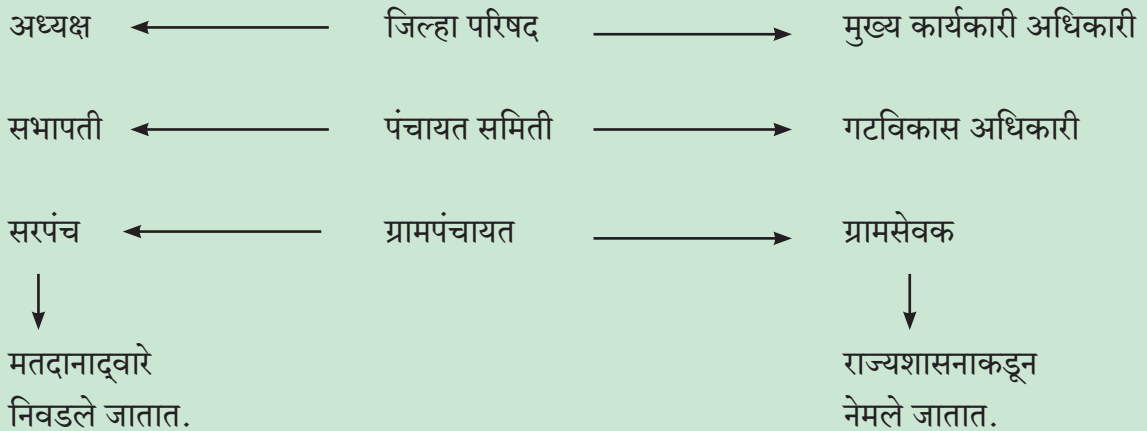 अध्यक्ष जिल्हा परिषद मुख्य कार्यकारी अधिकारी
सभापती पंचायत समिती गटविकास अधिकारी
सरपंच ग्रामपंचायत ग्रामसेवक
मतदानाद्‌वारे राज्यशासनाकडून
निवडले जातात. नेमले जातात.